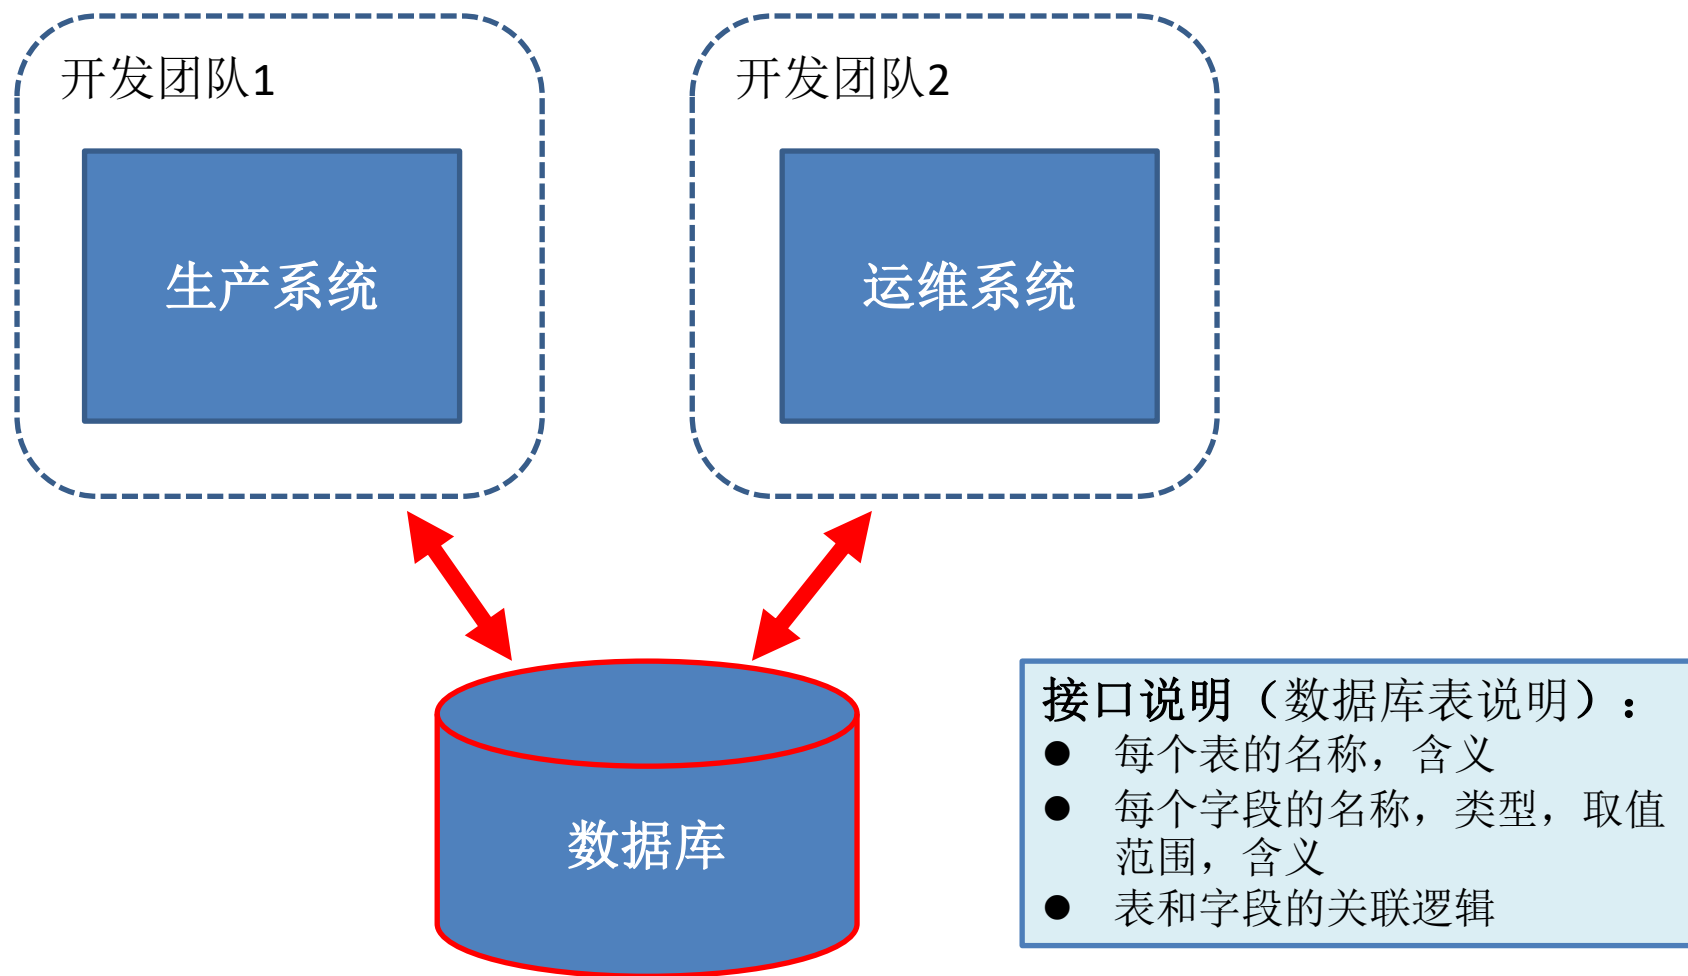 开发团队1
开发团队2
生产系统
运维系统
数据库
接口说明（数据库表说明）：
● 每个表的名称，含义
● 每个字段的名称，类型，取值
范围，含义
● 表和字段的关联逻辑